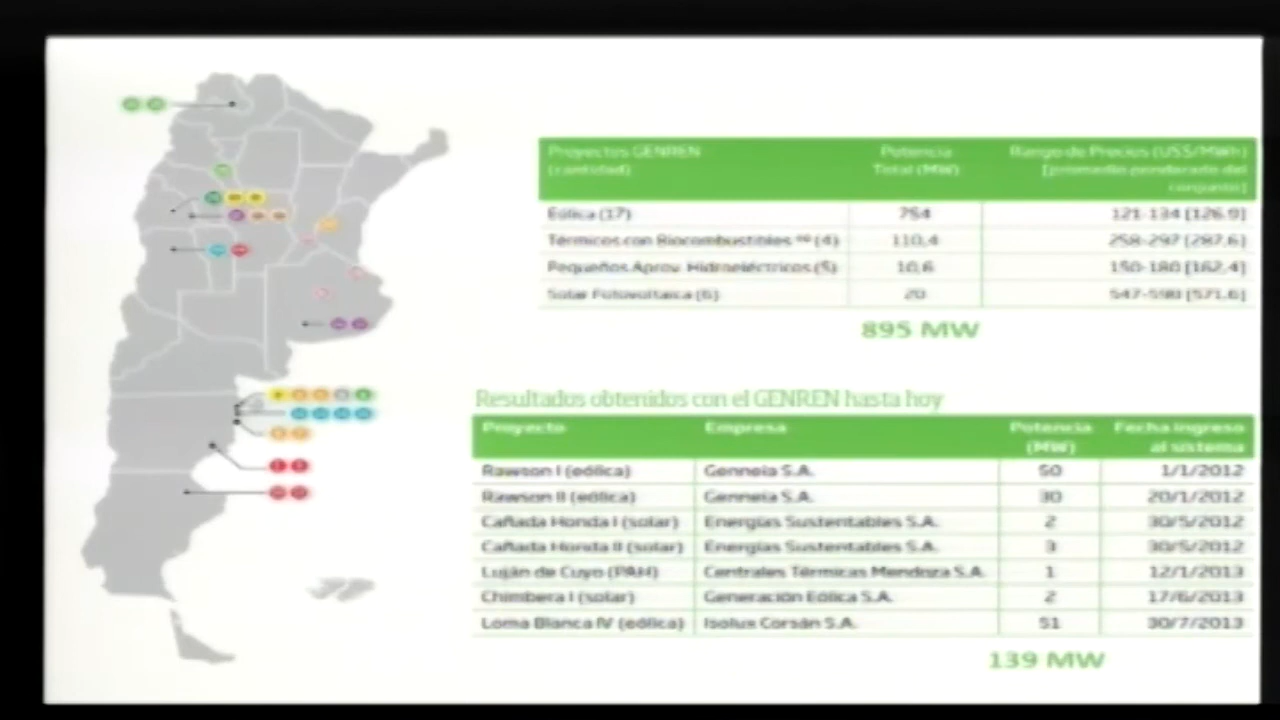 Proyectos GENREN Potencia Rango de Precios (US$/MWh)
(cantidad) Total (MW) [promedio ponderado del
conjunto]
Eólica (17) 754 121-134 [126.9]
Térmicos con Biocombustibles (4) 110,4 258-297 [287,6]
Pequeños Aprov. Hidroeléctricos (5) 10,6 150-180 [162,4]
Solar Fotovoltaica (6) 20 547-598 [571,6]
895 MW
Resultados obtenidos con el GENREN hasta hoy
Proyecto Empresa Potencia Fecha ingreso
(MW) al sistema
Rawson I (eólica) Genneia S.A. 50 1/1/2012
Rawson II (eólica) Genneia S.A. 30 20/1/2012
Cañada Honda I (solar) Energías Sustentables S.A. 2 30/5/2012
Cañada Honda II (solar) Energías Sustentables S.A. 3 30/5/2012
Luján de Cuyo (PAH) Centrales Térmicas Mendoza S.A. 1 12/1/2013
Chimbera I (solar) Generación Eólica S.A. 2 17/6/2013
Loma Blanca IV (eólica) Isolux Corsán S.A. 51 30/7/2013
139 MW